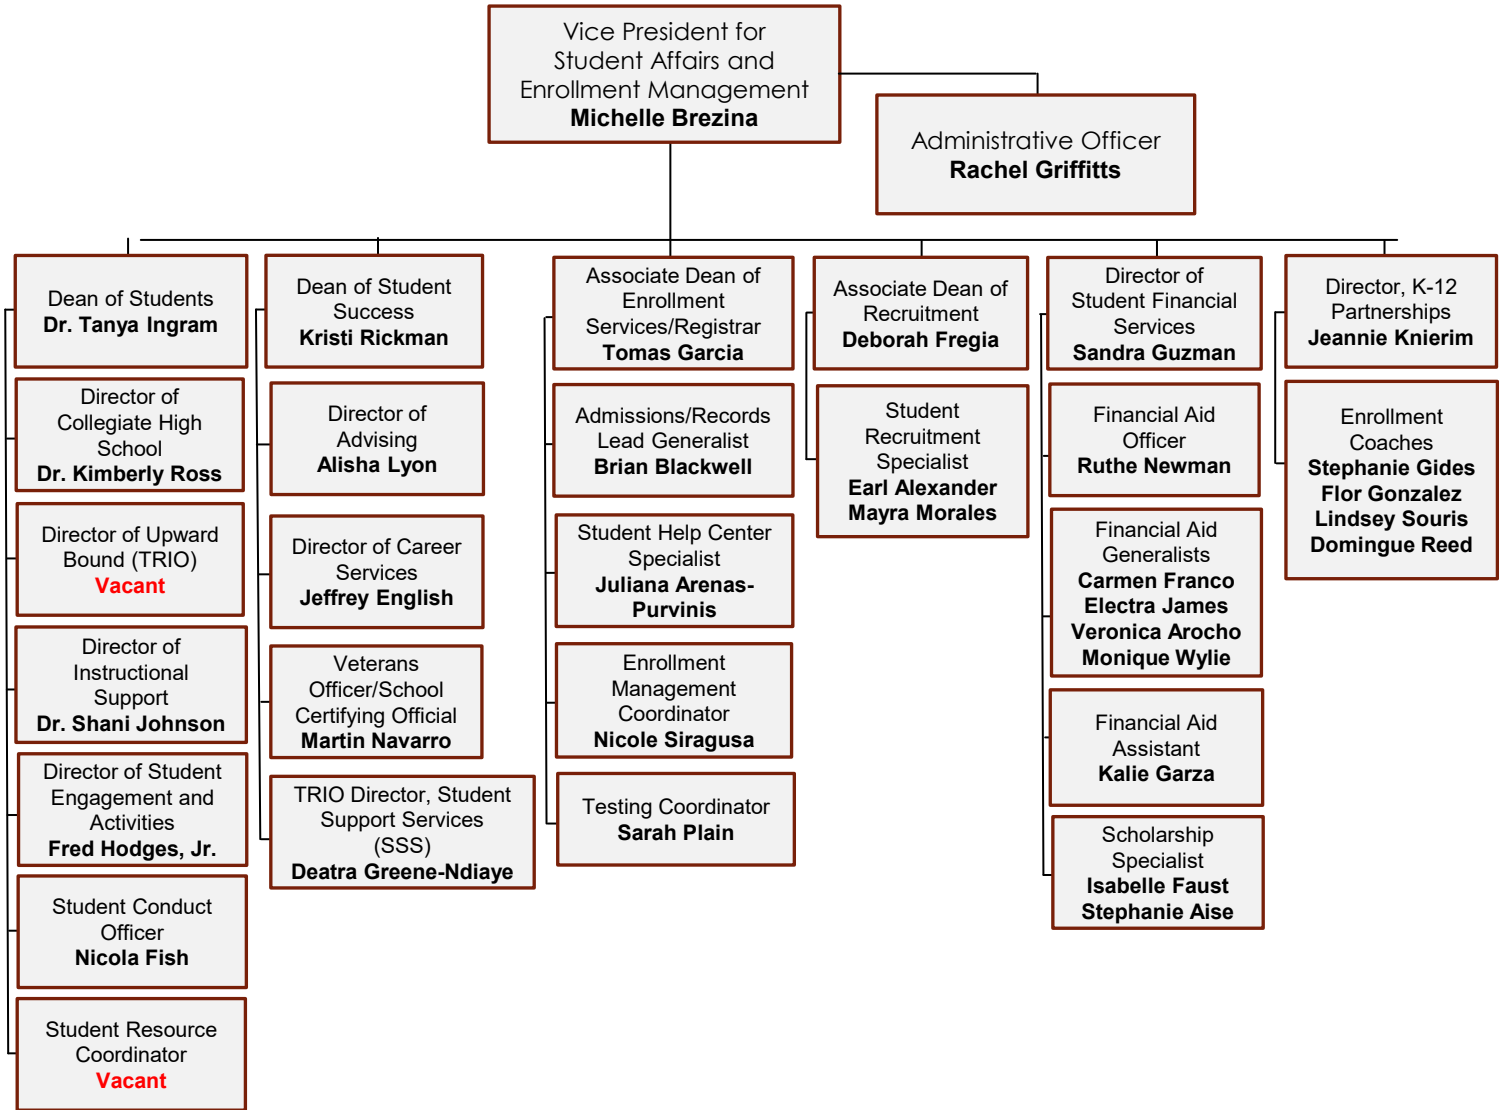 Vice President for
Student Affairs and
Enrollment Management
Michelle Brezina
Administrative Officer
Rachel Griffitts
Dean of Students
Dr. Tanya Ingram
Director of
Collegiate High
School
Dr. Kimberly Ross
Director of Upward
Bound (TRIO)
Vacant
Director of
Instructional
Support
Dr. Shani Johnson
Director of Student
Engagement and
Activities
Fred Hodges, Jr.
Student Conduct
Officer
Nicola Fish
Student Resource
Coordinator
Vacant
Dean of Student
Success
Kristi Rickman
Director of
Advising
Alisha Lyon
Director of Career
Services
Jeffrey English
Veterans
Officer/School
Certifying Official
Martin Navarro
TRIO Director, Student
Support Services
(SSS)
Deatra Greene-Ndiaye
Associate Dean of
Enrollment
Services/Registrar
Tomas Garcia
Admissions/Records
Lead Generalist
Brian Blackwell
Student Help Center
Specialist
Juliana Arenas-
Purvinis
Enrollment
Management
Coordinator
Nicole Siragusa
Testing Coordinator
Sarah Plain
Associate Dean of
Recruitment
Deborah Fregia
Student
Recruitment
Specialist
Earl Alexander
Mayra Morales
Director of
Student Financial
Services
Sandra Guzman
Financial Aid
Officer
Ruthe Newman
Financial Aid
Generalists
Carmen Franco
Electra James
Veronica Arocho
Monique Wylie
Financial Aid
Assistant
Kalie Garza
Scholarship
Specialist
Isabelle Faust
Stephanie Aise
Director, K-12
Partnerships
Jeannie Knierim
Enrollment
Coaches
Stephanie Gides
Flor Gonzalez
Lindsey Souris
Domingue Reed